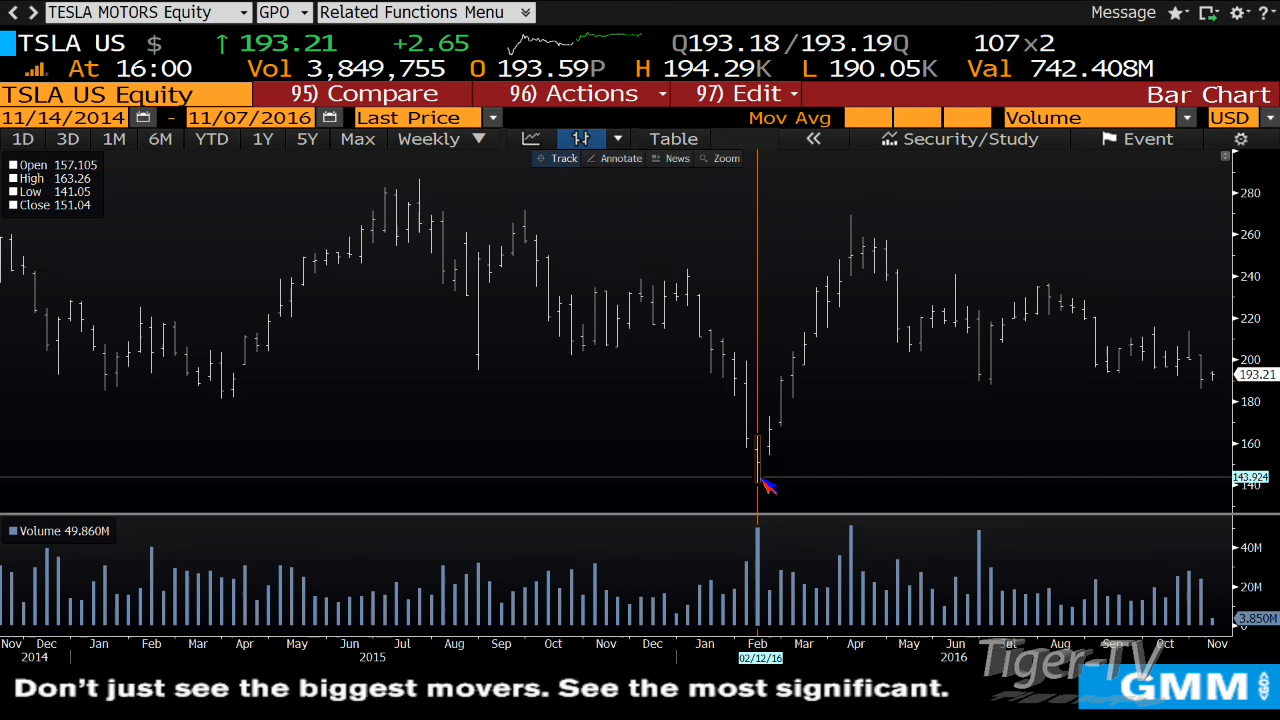 TESLA MOTORS Equity GPO Related Functions Menu Message ?
TSLA US $ ↑ 193.21 +2.65 Q193.18/193.19Q 107x2
At 16:00 Vol 3,849,755 O 193.59P H 194.29K L 190.05K Val 742.408M
TSLA US Equity 95) Compare 96) Actions 97) Edit Bar Chart
11/14/2014 - 11/07/2016 Last Price Mov Avg Volume USD
1D 3D 1M 6M YTD 1Y 5Y Max Weekly ▼ Table « Security/Study Event
Track Annotate News Zoom
Open 157.105
High 163.26
Low 141.05
Close 151.04
280
260
240
220
200
193.21
180
160
143.924
140
Volume 49.860M
40M
20M
3.850M
0
Nov Dec Jan Feb Mar Apr May Jun Jul Aug Sep Oct Nov Dec Jan Feb Mar Apr May Jun Jul Aug Sep Oct Nov
2014 2015 02/12/16 2016
Tiger-TV
Don't just see the biggest movers. See the most significant.
GMM
GO